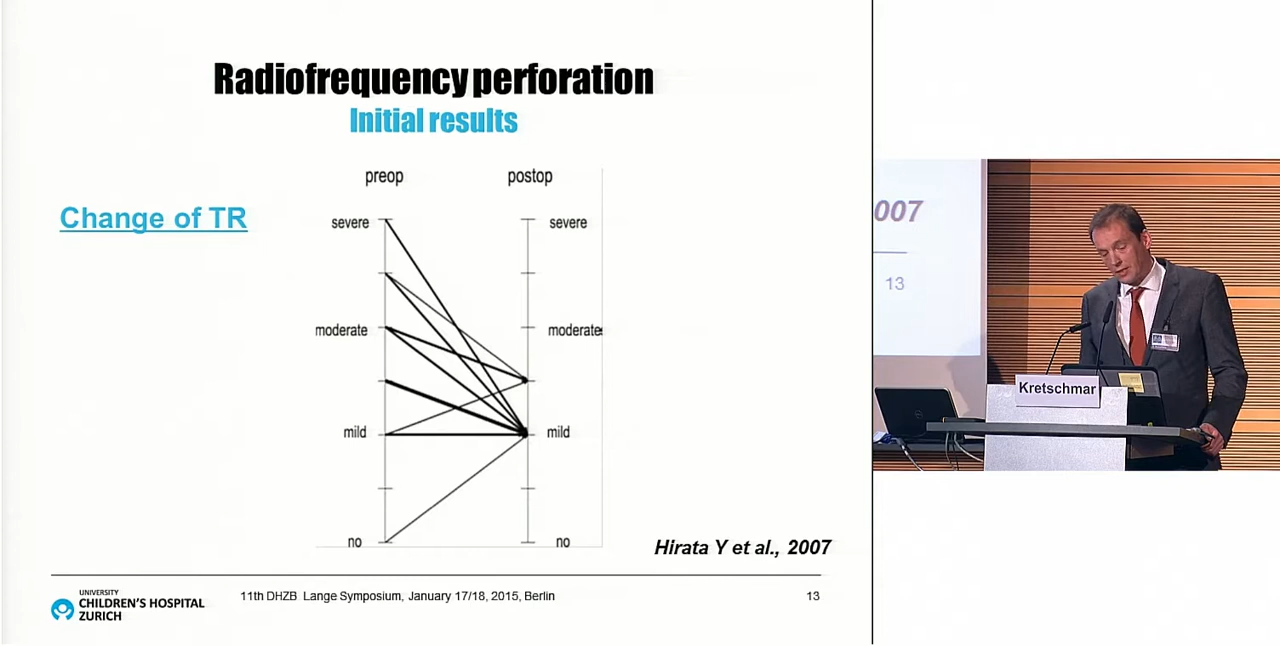 Radiofrequency perforation
Initial results
Change of TR
preop postop
severe severe
moderate moderate
mild mild
no no
Hirata Y et al., 2007
UNIVERSITY
CHILDREN'S HOSPITAL
ZURICH
11th DHZB Lange Symposium, January 17/18, 2015, Berlin
13
007
13
Kretschmar